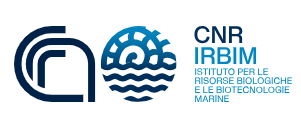 CNR
IRBIM
ISTITUTO PER LE
RISORSE BIOLOGICHE
E LE BIOTECNOLOGIE
MARINE